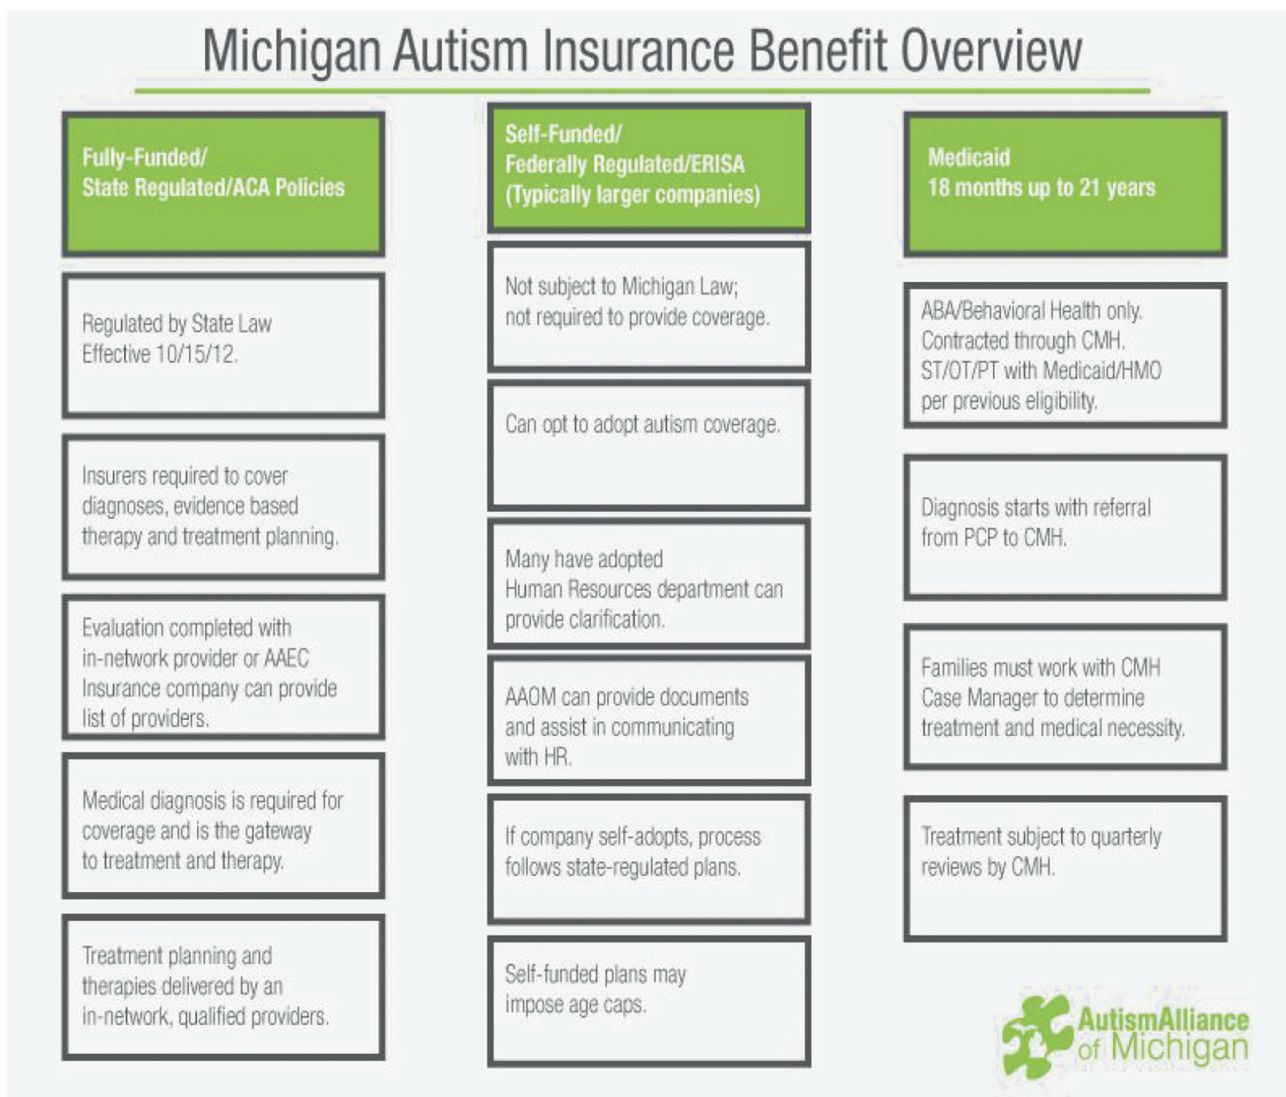 Michigan Autism Insurance Benefit Overview
Fully-Funded/
State Regulated/ACA Policies
Regulated by State Law
Effective 10/15/12.
Insurers required to cover
diagnoses, evidence based
therapy and treatment planning.
Evaluation completed with
in-network provider or AAEC
Insurance company can provide
list of providers.
Medical diagnosis is required for
coverage and is the gateway
to treatment and therapy.
Treatment planning and
therapies delivered by an
in-network, qualified providers.
Self-Funded/
Federally Regulated/ERISA
(Typically larger companies)
Not subject to Michigan Law;
not required to provide coverage.
Can opt to adopt autism coverage.
Many have adopted
Human Resources department can
provide clarification.
AAOM can provide documents
and assist in communicating
with HR.
If company self-adopts, process
follows state-regulated plans.
Self-funded plans may
impose age caps.
Medicaid
18 months up to 21 years
ABA/Behavioral Health only.
Contracted through CMH.
ST/OT/PT with Medicaid/HMO
per previous eligibility.
Diagnosis starts with referral
from PCP to CMH.
Families must work with CMH
Case Manager to determine
treatment and medical necessity.
Treatment subject to quarterly
reviews by CMH.
AutismAlliance
of Michigan